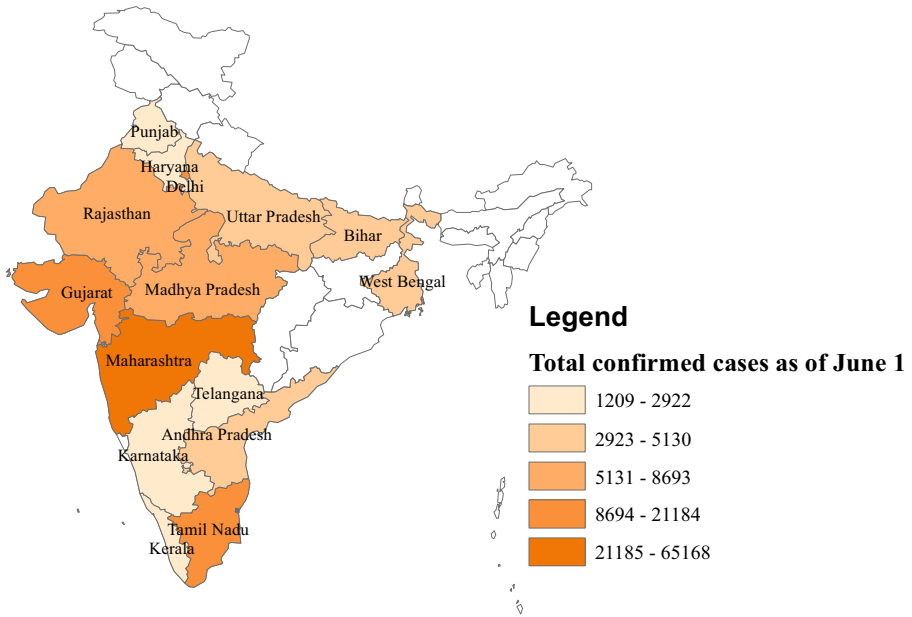 Punjab
Haryana
Delhi
Rajasthan
Uttar Pradesh
Bihar
Gujarat
Madhya Pradesh
West Bengal
Maharashtra
Telangana
Andhra Pradesh
Karnataka
Tamil Nadu
Kerala
Legend
Total confirmed cases as of June 1
1209 - 2922
2923 - 5130
5131 - 8693
8694 - 21184
21185 - 65168